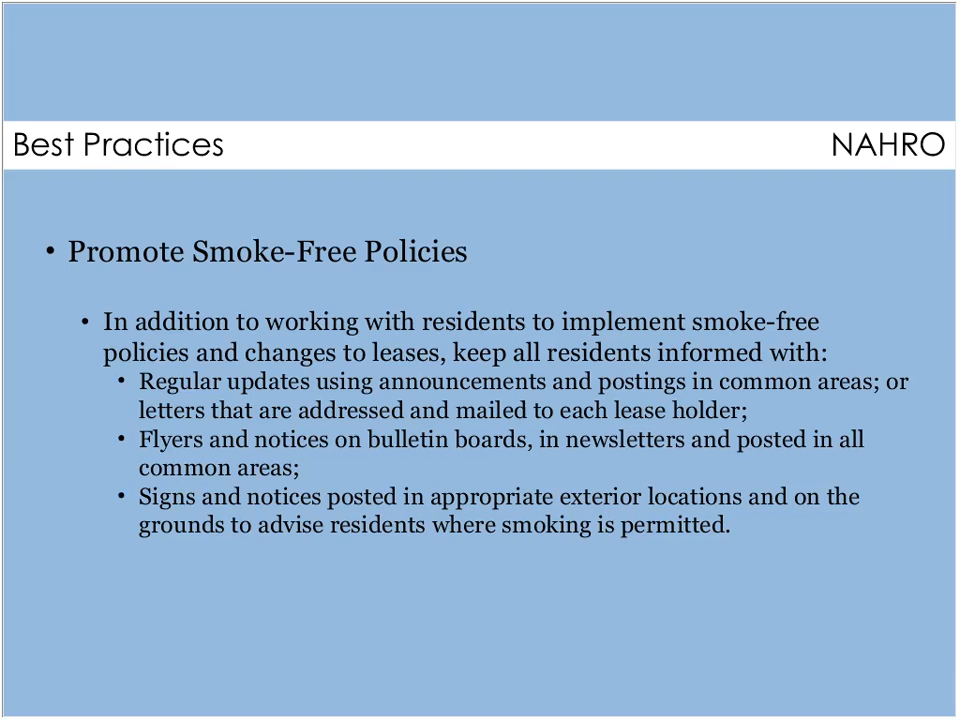 Best Practices NAHRO
• Promote Smoke-Free Policies
• In addition to working with residents to implement smoke-free
policies and changes to leases, keep all residents informed with:
• Regular updates using announcements and postings in common areas; or
letters that are addressed and mailed to each lease holder;
• Flyers and notices on bulletin boards, in newsletters and posted in all
common areas;
• Signs and notices posted in appropriate exterior locations and on the
grounds to advise residents where smoking is permitted.